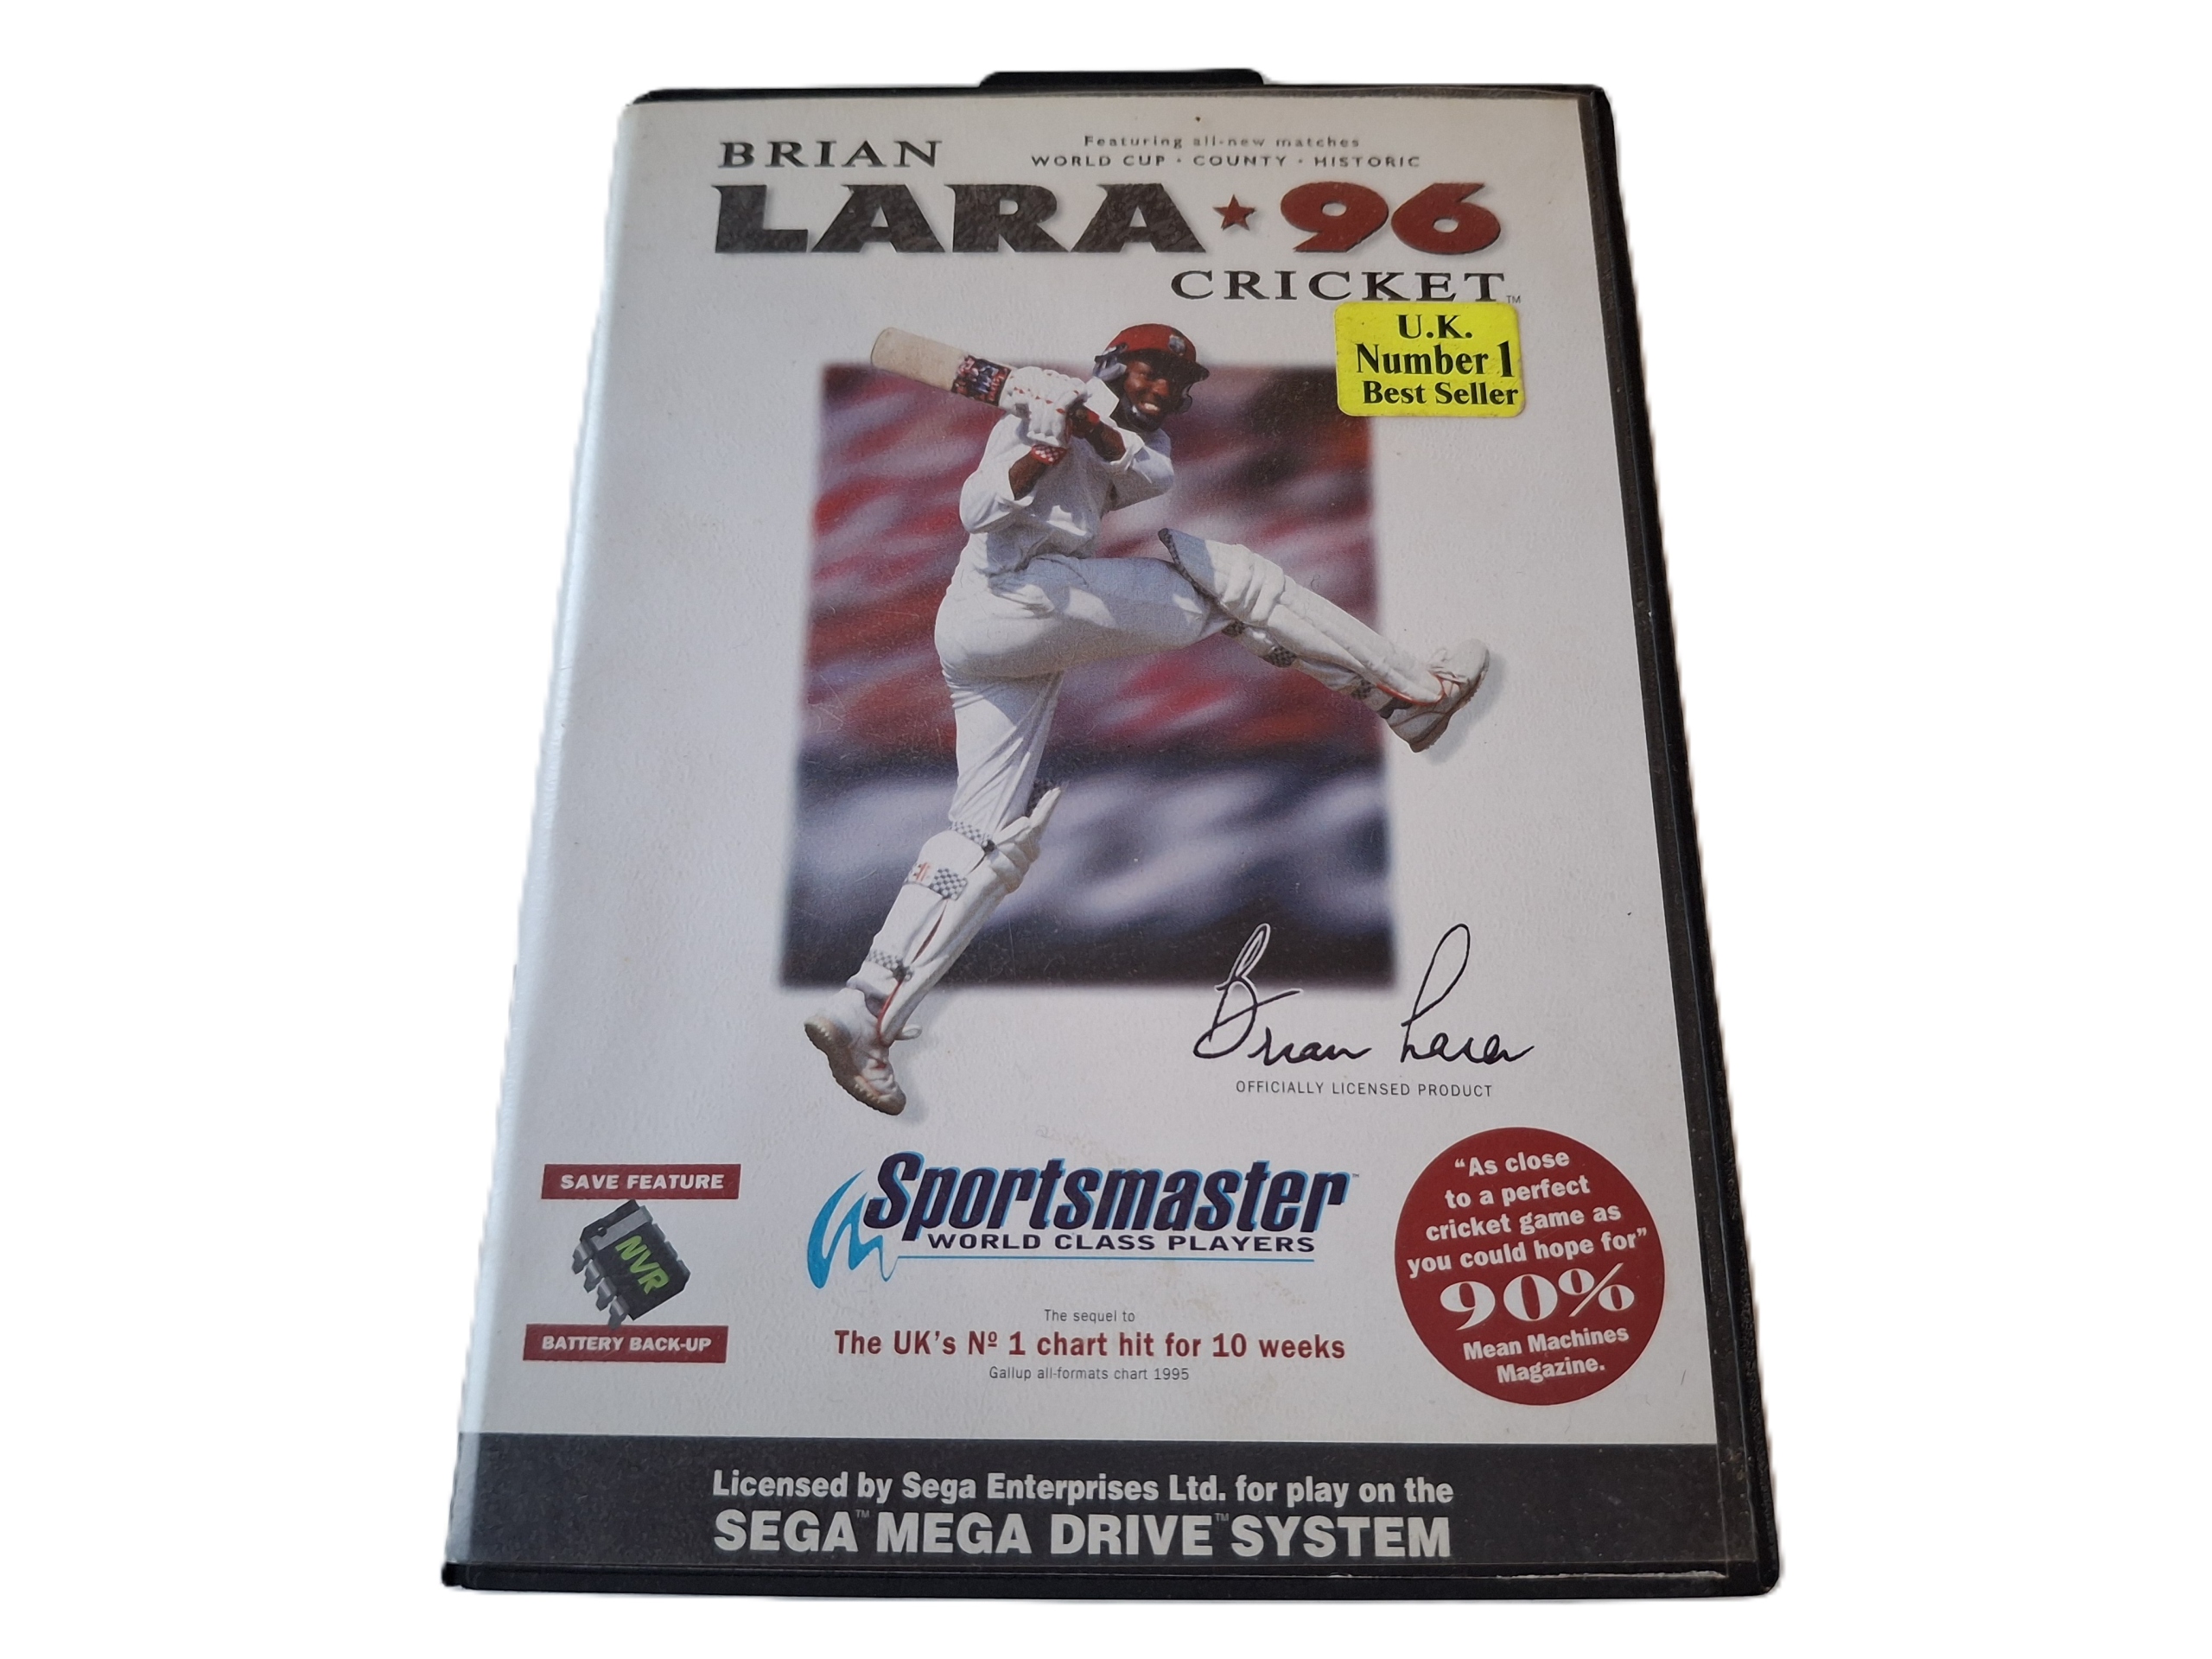 BRIAN
Featuring all-new matches
WORLD CUP · COUNTY · HISTORIC
LARA★96
CRICKET™
U.K.
Number 1
Best Seller
Brian Lara
OFFICIALLY LICENSED PRODUCT
SAVE FEATURE
NVR
BATTERY BACK-UP
Sportsmaster™
WORLD CLASS PLAYERS
The sequel to
The UK's Nº 1 chart hit for 10 weeks
Gallup all-formats chart 1995
“As close
to a perfect
cricket game as
you could hope for”
90%
Mean Machines
Magazine.
Licensed by Sega Enterprises Ltd. for play on the
SEGA™ MEGA DRIVE™ SYSTEM